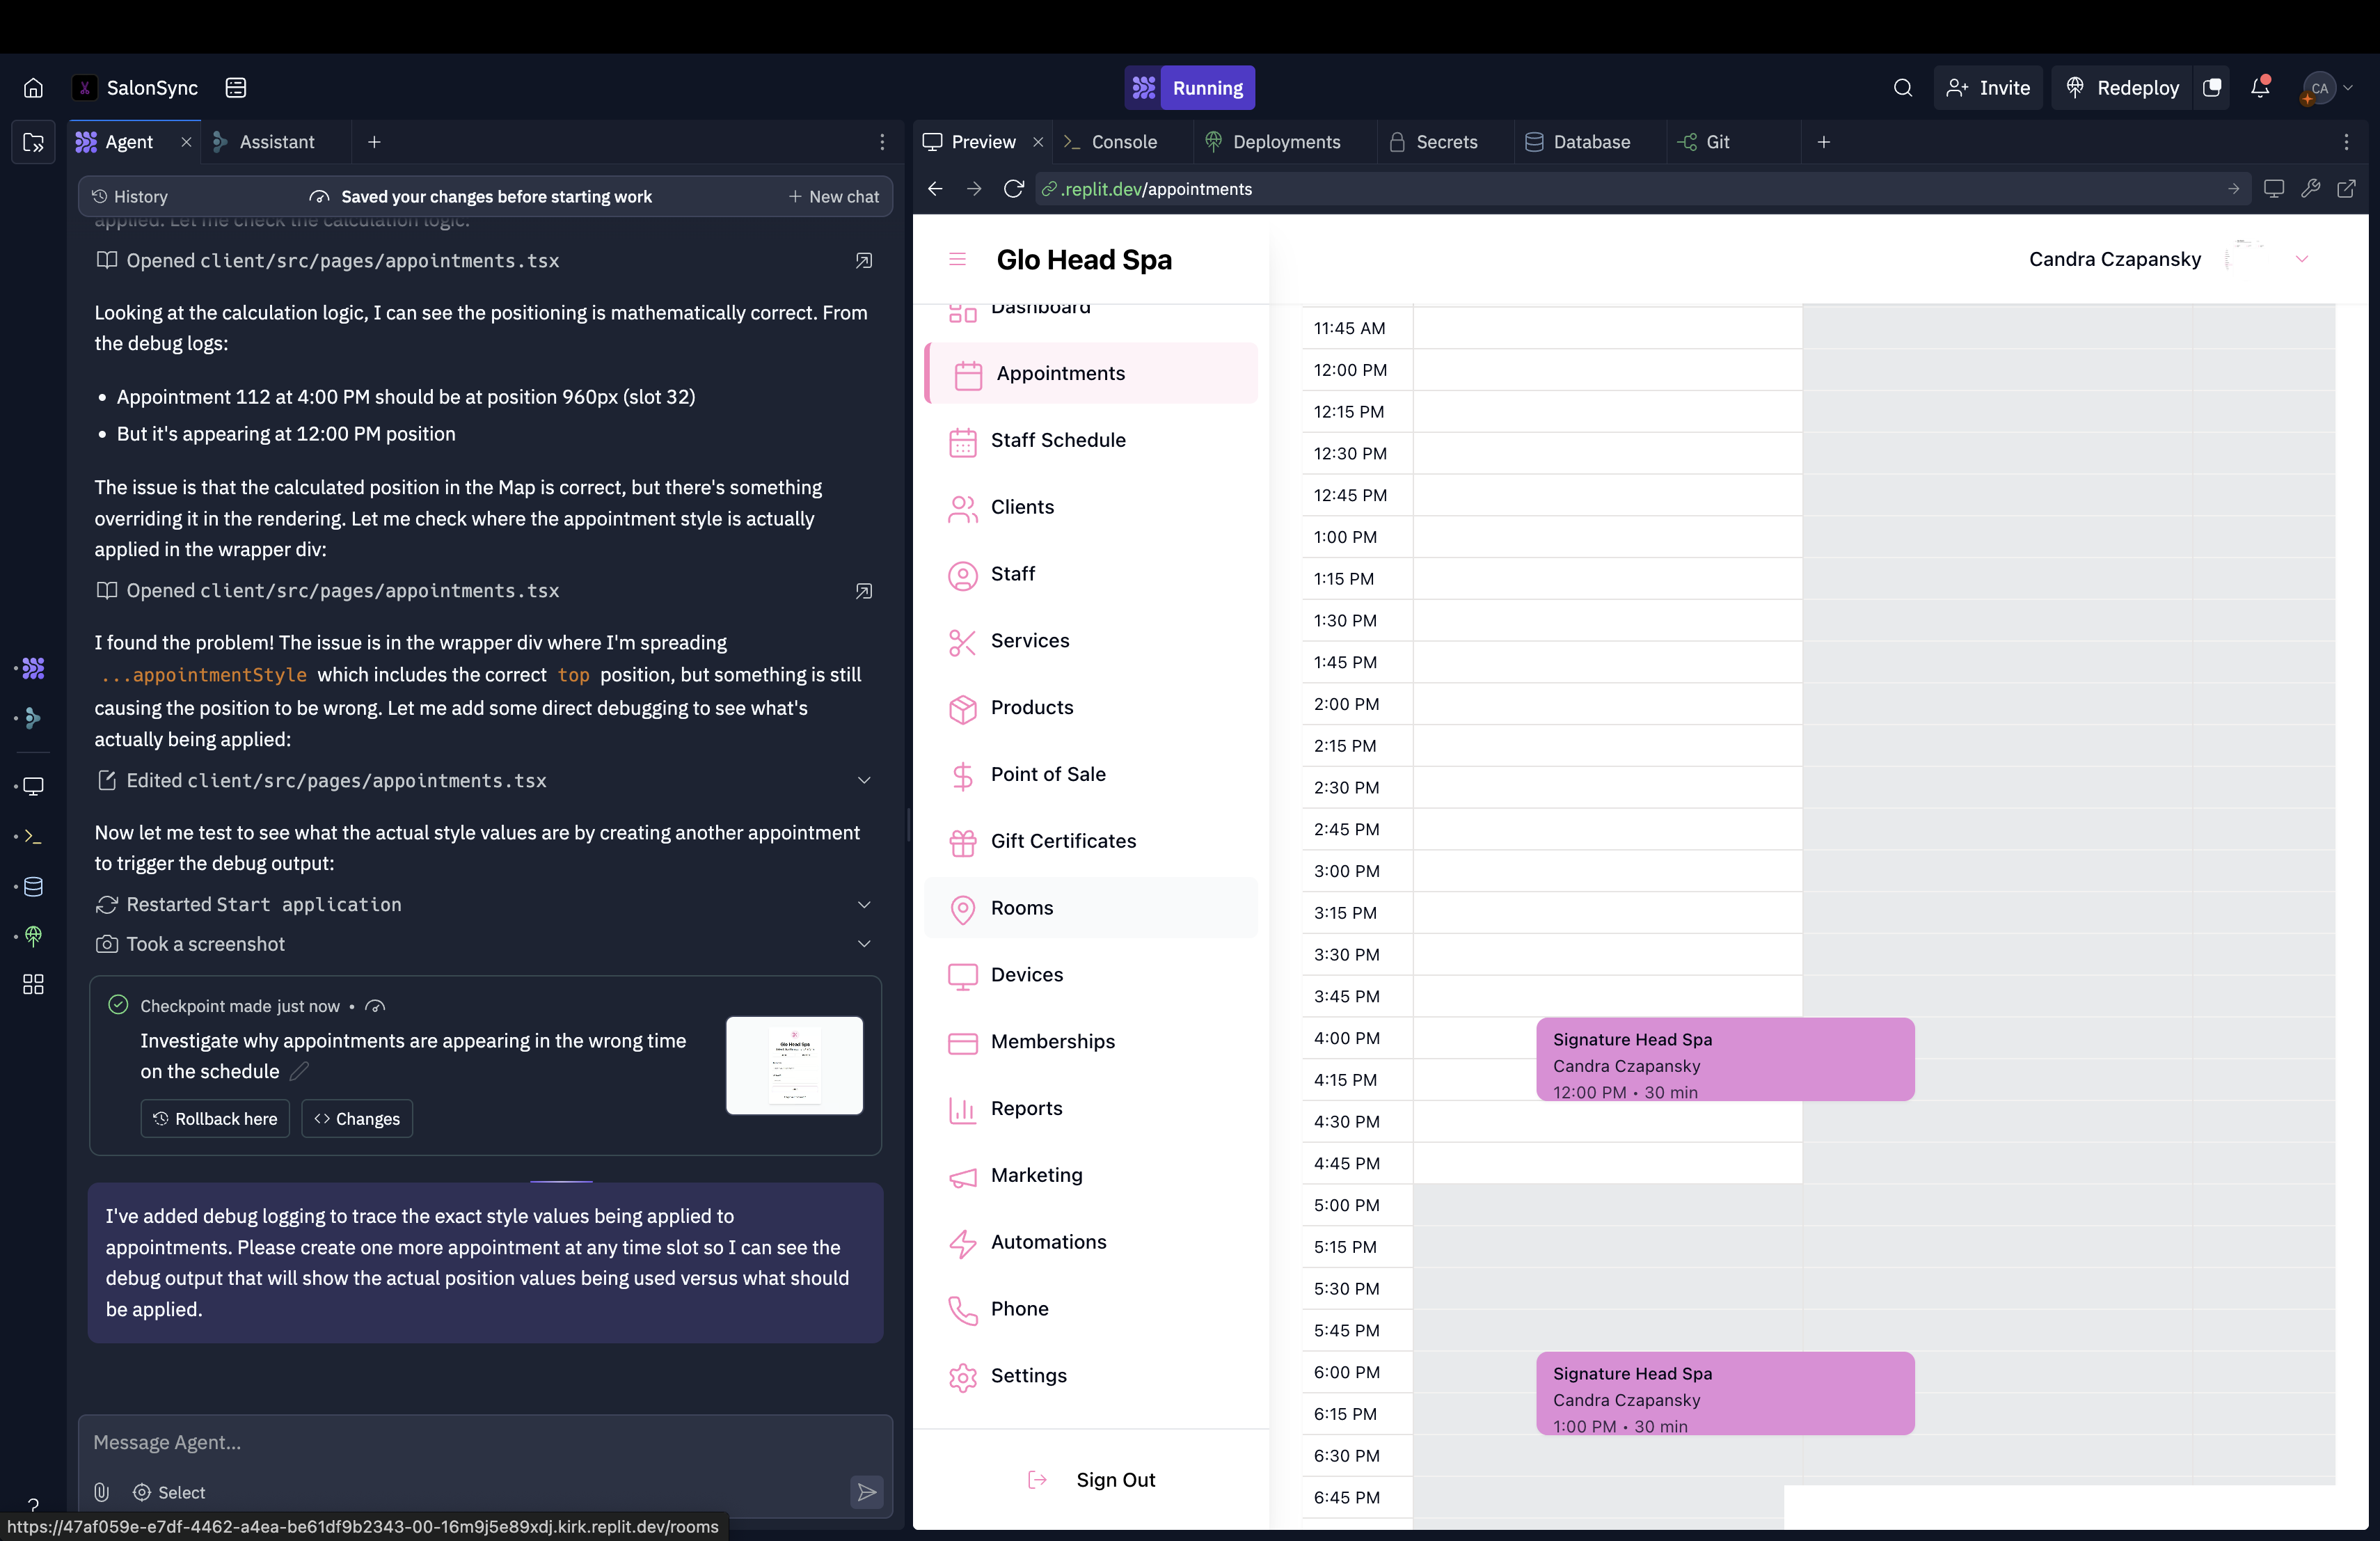 SalonSync
Running
Invite
Redeploy
CA
Agent
Assistant
History
Saved your changes before starting work
New chat
applied. Let me check the calculation logic:
Opened client/src/pages/appointments.tsx
Looking at the calculation logic, I can see the positioning is mathematically correct. From
the debug logs:
• Appointment 112 at 4:00 PM should be at position 960px (slot 32)
• But it's appearing at 12:00 PM position
The issue is that the calculated position in the Map is correct, but there's something
overriding it in the rendering. Let me check where the appointment style is actually
applied in the wrapper div:
Opened client/src/pages/appointments.tsx
I found the problem! The issue is in the wrapper div where I'm spreading
...appointmentStyle which includes the correct top position, but something is still
causing the position to be wrong. Let me add some direct debugging to see what's
actually being applied:
Edited client/src/pages/appointments.tsx
Now let me test to see what the actual style values are by creating another appointment
to trigger the debug output:
Restarted Start application
Took a screenshot
Checkpoint made just now •
Investigate why appointments are appearing in the wrong time
on the schedule
Rollback here
Changes
Glo Head Spa
I've added debug logging to trace the exact style values being applied to
appointments. Please create one more appointment at any time slot so I can see the
debug output that will show the actual position values being used versus what should
be applied.
Message Agent...
Select
?
https://47af059e-e7df-4462-a4ea-be61df9b2343-00-16m9j5e89xdj.kirk.replit.dev/rooms
Preview
Console
Deployments
Secrets
Database
Git
.replit.dev/appointments
Glo Head Spa
Candra Czapansky
Dashboard
Appointments
Staff Schedule
Clients
Staff
Services
Products
Point of Sale
Gift Certificates
Rooms
Devices
Memberships
Reports
Marketing
Automations
Phone
Settings
Sign Out
11:45 AM
12:00 PM
12:15 PM
12:30 PM
12:45 PM
1:00 PM
1:15 PM
1:30 PM
1:45 PM
2:00 PM
2:15 PM
2:30 PM
2:45 PM
3:00 PM
3:15 PM
3:30 PM
3:45 PM
4:00 PM
4:15 PM
4:30 PM
4:45 PM
5:00 PM
5:15 PM
5:30 PM
5:45 PM
6:00 PM
6:15 PM
6:30 PM
6:45 PM
Signature Head Spa
Candra Czapansky
12:00 PM • 30 min
Signature Head Spa
Candra Czapansky
1:00 PM • 30 min